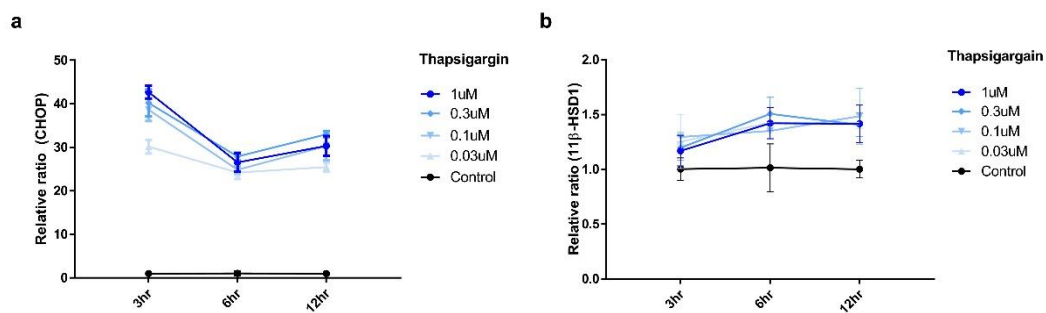 a
Relative ratio (CHOP)
50
40
30
20
10
0
3hr
6hr
12hr
Thapsigargin
1uM
0.3uM
0.1uM
0.03uM
Control
b
Relative ratio (11β-HSD1)
2.0
1.5
1.0
0.5
0.0
3hr
6hr
12hr
Thapsigargain
1uM
0.3uM
0.1uM
0.03uM
Control